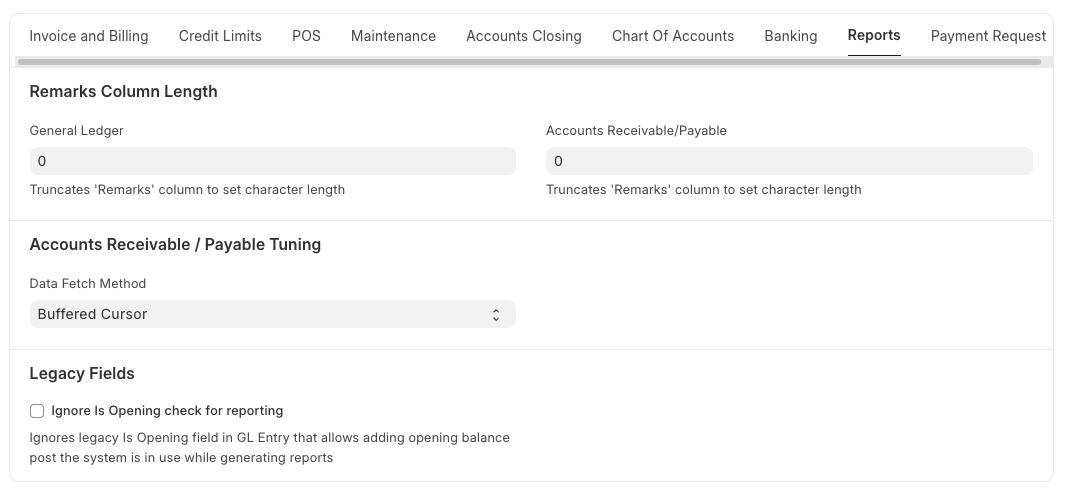 Invoice and Billing Credit Limits POS Maintenance Accounts Closing Chart Of Accounts Banking Reports Payment Request
Remarks Column Length
General Ledger Accounts Receivable/Payable
0 0
Truncates 'Remarks' column to set character length Truncates 'Remarks' column to set character length
Accounts Receivable / Payable Tuning
Data Fetch Method
Buffered Cursor
Legacy Fields
Ignore Is Opening check for reporting
Ignores legacy Is Opening field in GL Entry that allows adding opening balance
post the system is in use while generating reports